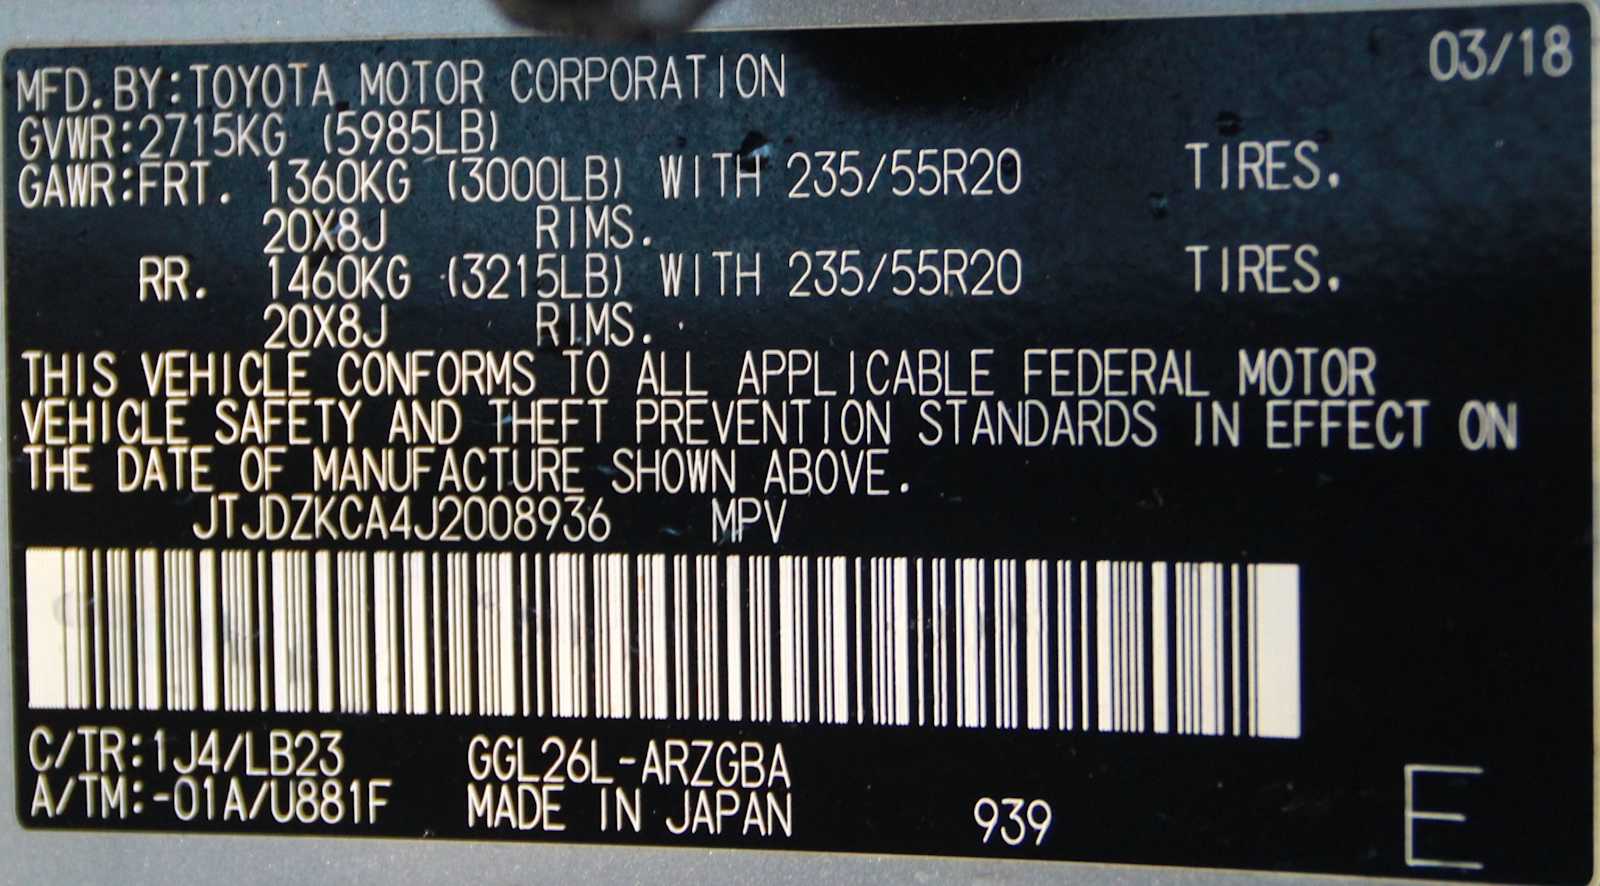 03/18
MFD.BY:TOYOTA MOTOR CORPORATION
GVWR:2715KG (5985LB)
GAWR:FRT. 1360KG (3000LB) WITH 235/55R20 TIRES.
20X8J RIMS.
RR. 1460KG (3215LB) WITH 235/55R20 TIRES.
20X8J RIMS.
THIS VEHICLE CONFORMS TO ALL APPLICABLE FEDERAL MOTOR
VEHICLE SAFETY AND THEFT PREVENTION STANDARDS IN EFFECT ON
THE DATE OF MANUFACTURE SHOWN ABOVE.
JTJDZKCA4J2008936 MPV
C/TR:1J4/LB23 GGL26L-ARZGBA
A/TM:-01A/U881F MADE IN JAPAN 939 E